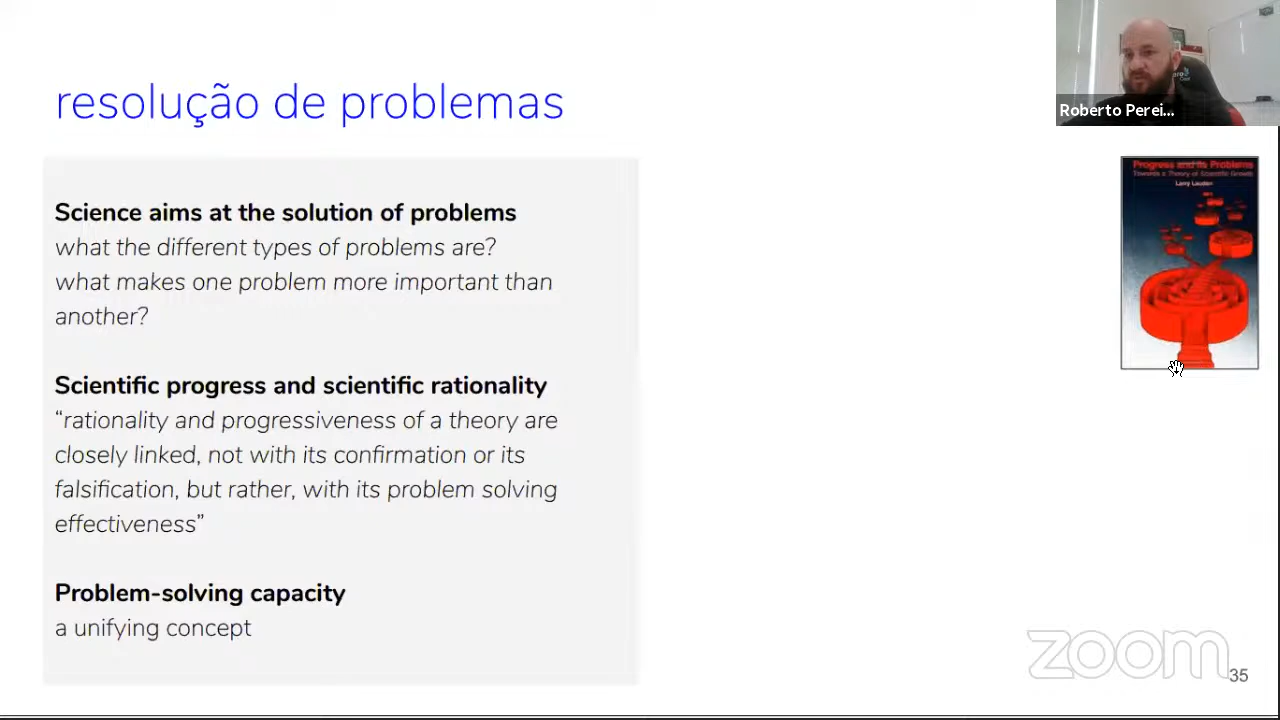 resolução de problemas
Roberto Perei...
Progress and its Problems
Towards a Theory of Scientific Growth
Larry Laudan
Science aims at the solution of problems
what the different types of problems are?
what makes one problem more important than
another?
Scientific progress and scientific rationality
“rationality and progressiveness of a theory are
closely linked, not with its confirmation or its
falsification, but rather, with its problem solving
effectiveness”
Problem-solving capacity
a unifying concept
zoom
35